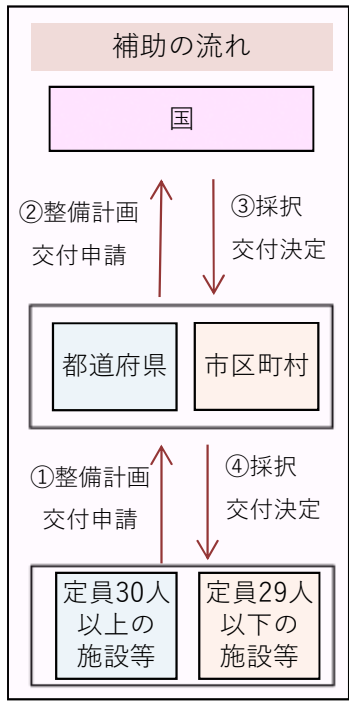 補助の流れ
国
②整備計画
交付申請
③採択
交付決定
都道府県
市区町村
①整備計画
交付申請
④採択
交付決定
定員30人
以上の
施設等
定員29人
以下の
施設等